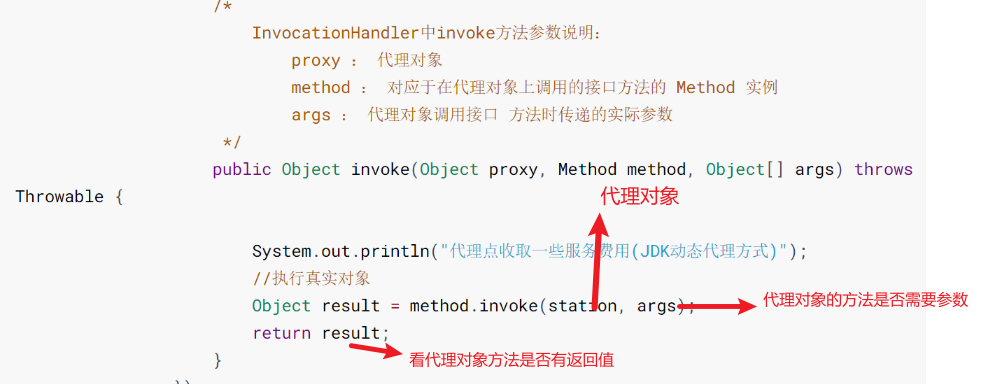 /*
InvocationHandler中invoke方法参数说明：
proxy ： 代理对象
method ： 对应于在代理对象上调用的接口方法的 Method 实例
args ： 代理对象调用接口 方法时传递的实际参数
*/
public Object invoke(Object proxy, Method method, Object[] args) throws
Throwable {
代理对象
System.out.println("代理点收取一些服务费用(JDK动态代理方式)");
//执行真实对象
Object result = method.invoke(station, args);
代理对象的方法是否需要参数
return result;
看代理对象方法是否有返回值
}
})